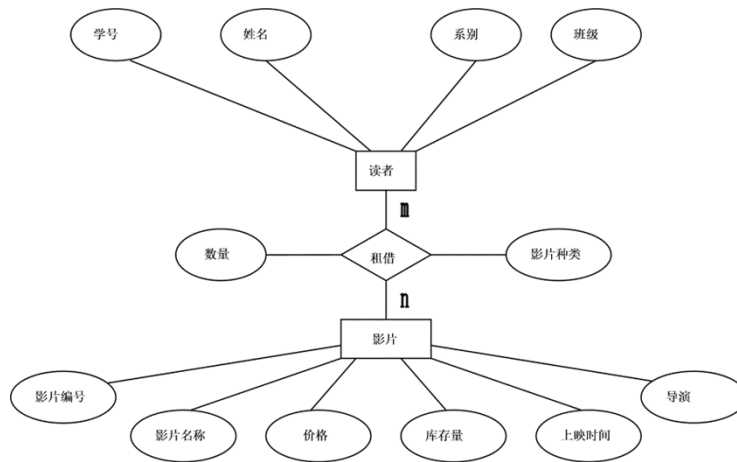 学号
姓名
系别
班级
读者
m
数量
租借
影片种类
n
影片
影片编号
导演
影片名称
价格
库存量
上映时间